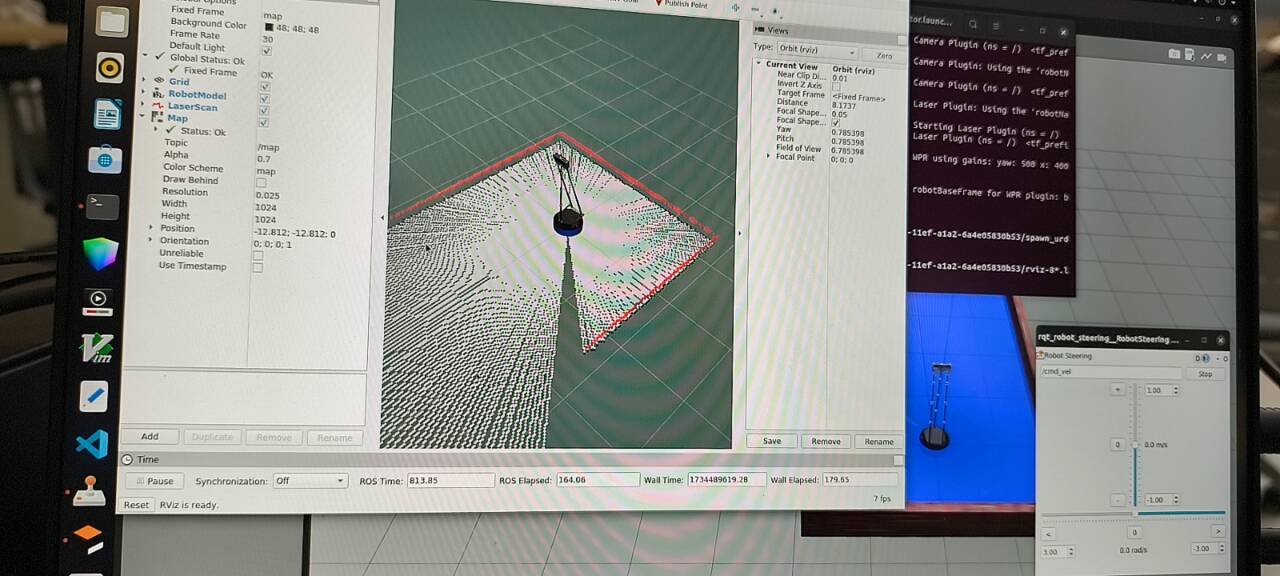 Fixed Frame map
Background Color 48; 48; 48
Frame Rate 30
Default Light
Global Status: Ok
Fixed Frame OK
Grid
RobotModel
LaserScan
Map
Status: Ok
Topic /map
Alpha 0.7
Color Scheme map
Draw Behind
Resolution 0.025
Width 1024
Height 1024
Position -12.812; -12.812; 0
Orientation 0; 0; 0; 1
Unreliable
Use Timestamp
Add Duplicate Remove Rename
Publish Point
Views
Type: Orbit (rviz) Zero
Current View Orbit (rviz)
Near Clip Di... 0.01
Invert Z Axis
Target Frame <Fixed Frame>
Distance 8.1737
Focal Shape... 0.05
Focal Shape...
Yaw 0.785398
Pitch 0.785398
Field of View 0.785398
Focal Point 0; 0; 0
Save Remove Rename
Time
Pause Synchronization: Off ROS Time: 813.85 ROS Elapsed: 164.06 Wall Time: 1734489619.28 Wall Elapsed: 179.55
Reset RViz is ready. 7 fps
tor.launc...
Camera Plugin (ns = /) <tf_pref
Camera Plugin: Using the 'robotN
Camera Plugin (ns = /) <tf_pref
Laser Plugin: Using the 'robotNa
Starting Laser Plugin (ns = /)
Laser Plugin (ns = /) <tf_prefi
WPR using gains: yaw: 500 x: 400
robotBaseFrame for WPR plugin: b
-11ef-a1a2-6a4e05830b53/spawn_urd
-11ef-a1a2-6a4e05830b53/rviz-8*.l
rqt_robot_steering__RobotSteering ...
Robot Steering
/cmd_vel Stop
+ 1.00
0 0.0 m/s
- -1.00
< 0 >
3.00 0.0 rad/s -3.00
Vim